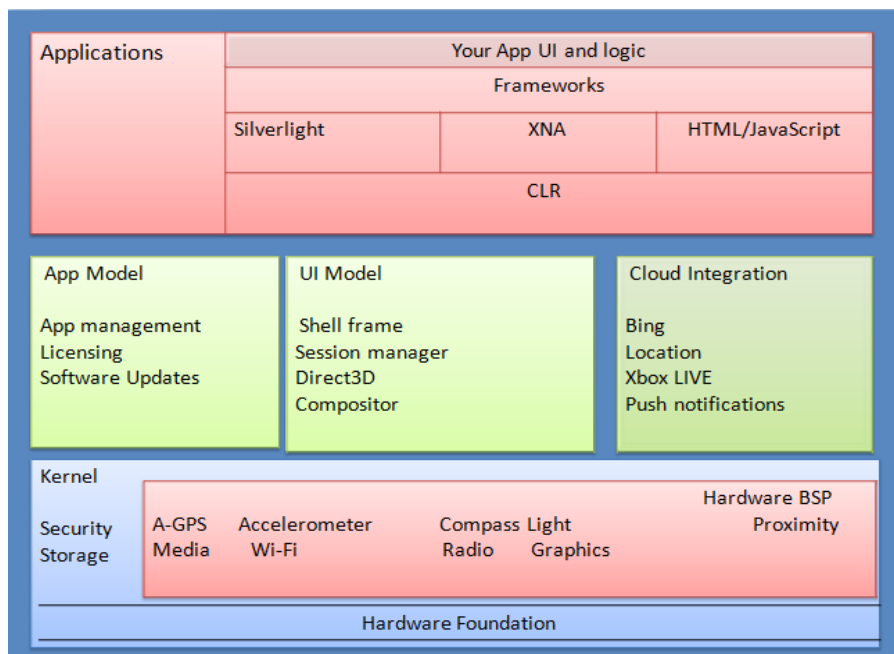 Applications
Your App UI and logic
Frameworks
Silverlight
XNA
HTML/JavaScript
CLR
App Model
App management
Licensing
Software Updates
UI Model
Shell frame
Session manager
Direct3D
Compositor
Cloud Integration
Bing
Location
Xbox LIVE
Push notifications
Kernel
Security
Storage
Hardware BSP
A-GPS Accelerometer Compass Light Proximity
Media Wi-Fi Radio Graphics
Hardware Foundation